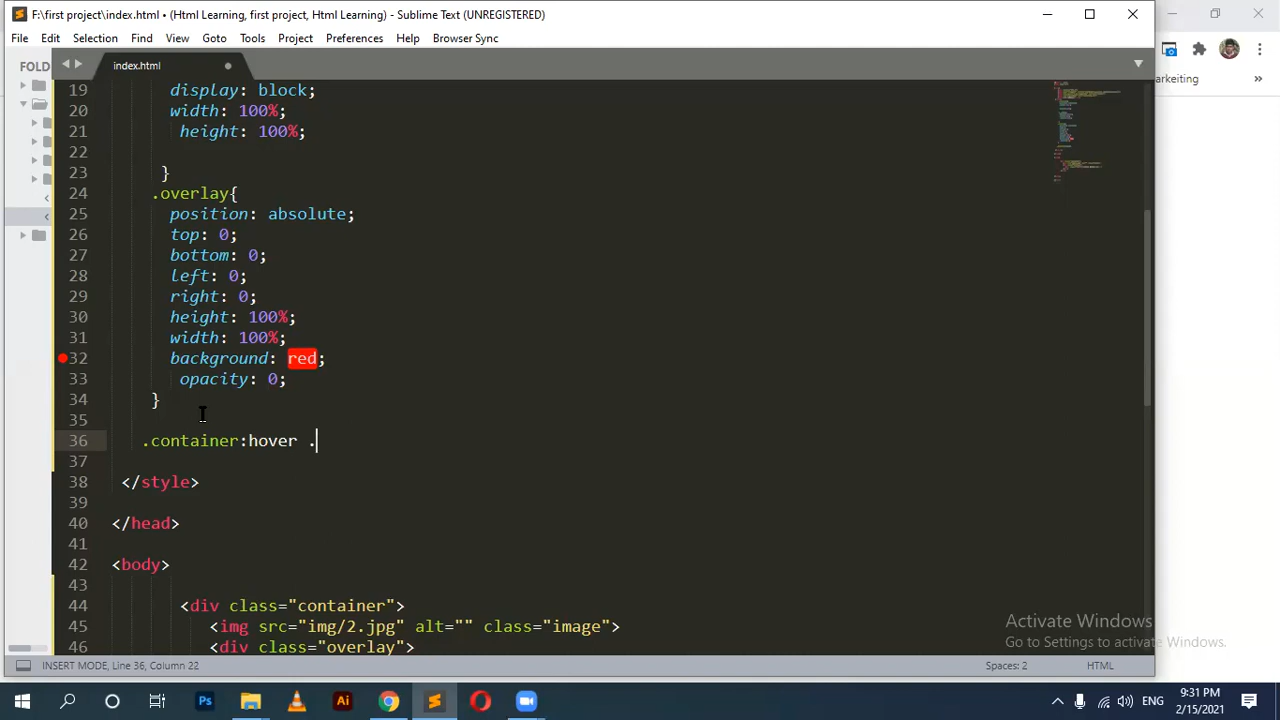 F:\first project\index.html • (Html Learning, first project, Html Learning) - Sublime Text (UNREGISTERED)
File Edit Selection Find View Goto Tools Project Preferences Help Browser Sync
FOLD
index.html
arkeiting
19 display: block;
20 width: 100%;
21 height: 100%;
22
23 }
24 .overlay{
25 position: absolute;
26 top: 0;
27 bottom: 0;
28 left: 0;
29 right: 0;
30 height: 100%;
31 width: 100%;
32 background: red;
33 opacity: 0;
34 }
35
36 .container:hover .
37
38 </style>
39
40 </head>
41
42 <body>
43
44 <div class="container">
45 <img src="img/2.jpg" alt="" class="image">
46 <div class="overlay">
Activate Windows
Go to Settings to activate Windows.
INSERT MODE, Line 36, Column 22 Spaces: 2 HTML
Ps Ai ENG 9:31 PM
2/15/2021